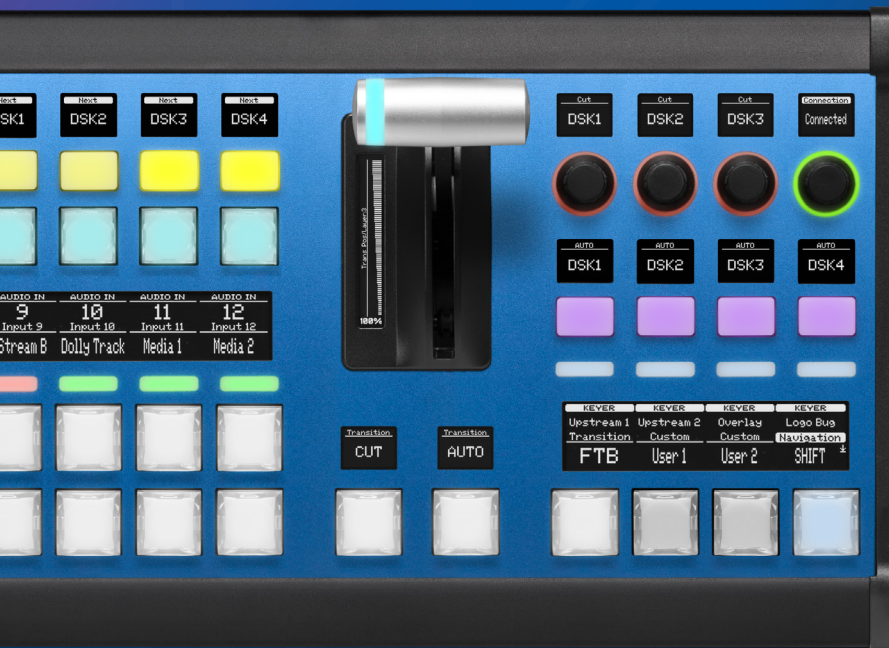 Next Next Next Next
SK1 DSK2 DSK3 DSK4
Cut Cut Cut Connection
DSK1 DSK2 DSK3 Connected
Trans Pos/Layer3
100%
AUTO AUTO AUTO AUTO
DSK1 DSK2 DSK3 DSK4
AUDIO IN AUDIO IN AUDIO IN AUDIO IN
9 10 11 12
Input 9 Input 10 Input 11 Input 12
Stream B Dolly Track Media 1 Media 2
Transition Transition
CUT AUTO
KEYER KEYER KEYER KEYER
Upstream 1 Upstream 2 Overlay Logo Bug
Transition Custom Custom Navigation
FTB User 1 User 2 SHIFT